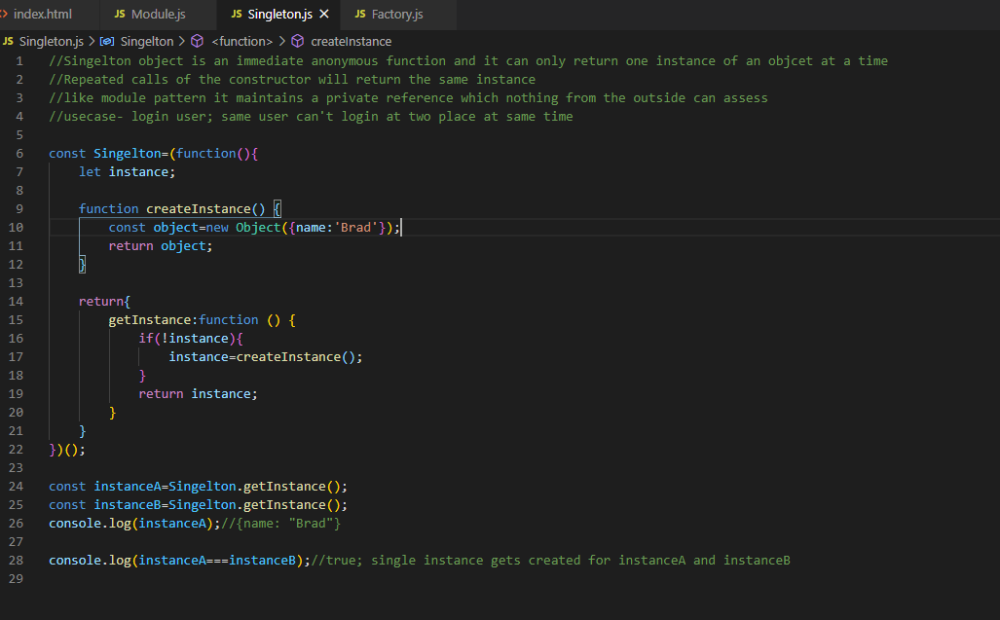 index.html JS Module.js JS Singleton.js × JS Factory.js
JS Singleton.js > Singelton > <function> > createInstance
1 //Singelton object is an immediate anonymous function and it can only return one instance of an objcet at a time
2 //Repeated calls of the constructor will return the same instance
3 //like module pattern it maintains a private reference which nothing from the outside can assess
4 //usecase- login user; same user can't login at two place at same time
5
6 const Singelton=(function(){
7     let instance;
8
9     function createInstance() {
10         const object=new Object({name:'Brad'});
11         return object;
12     }
13
14     return{
15         getInstance:function () {
16             if(!instance){
17                 instance=createInstance();
18             }
19             return instance;
20         }
21     }
22 })();
23
24 const instanceA=Singelton.getInstance();
25 const instanceB=Singelton.getInstance();
26 console.log(instanceA);//{name: "Brad"}
27
28 console.log(instanceA===instanceB);//true; single instance gets created for instanceA and instanceB
29